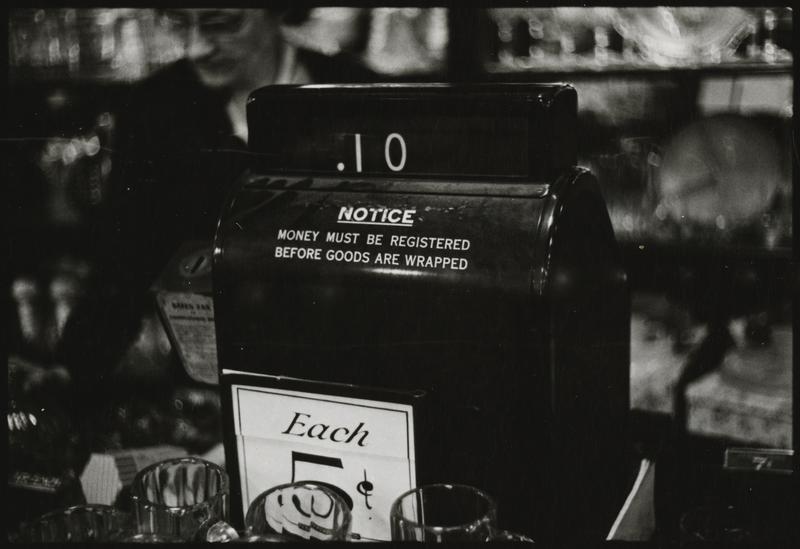 .10
NOTICE
MONEY MUST BE REGISTERED
BEFORE GOODS ARE WRAPPED
Each
5¢